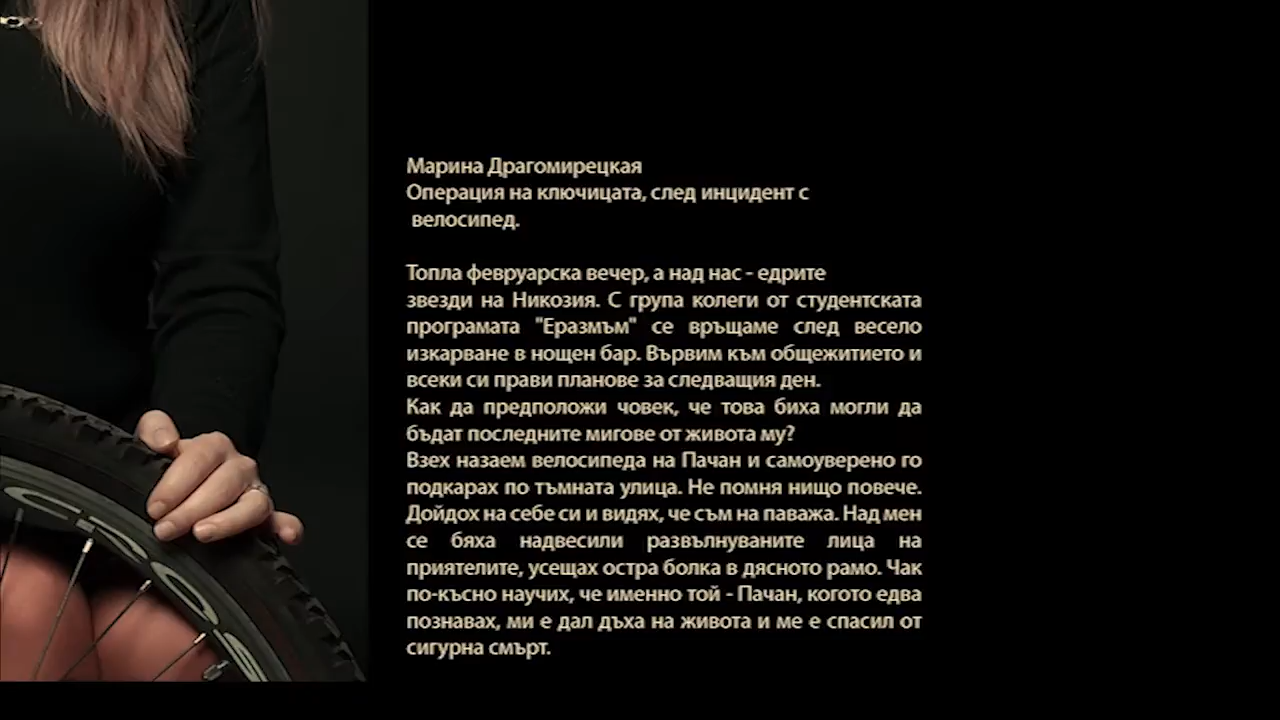 Марина Драгомирецкая
Операция на ключицата, след инцидент с
велосипед.
Топла февруарска вечер, а над нас - едрите
звезди на Никозия. С група колеги от студентската
програмата "Еразмъм" се връщаме след весело
изкарване в нощен бар. Вървим към общежитието и
всеки си прави планове за следващия ден.
Как да предположи човек, че това биха могли да
бъдат последните мигове от живота му?
Взех назаем велосипеда на Пачан и самоуверено го
подкарах по тъмната улица. Не помня нищо повече.
Дойдох на себе си и видях, че съм на паважа. Над мен
се бяха надвесили развълнуваните лица на
приятелите, усещах остра болка в дясното рамо. Чак
по-късно научих, че именно той - Пачан, когото едва
познавах, ми е дал дъха на живота и ме е спасил от
сигурна смърт.